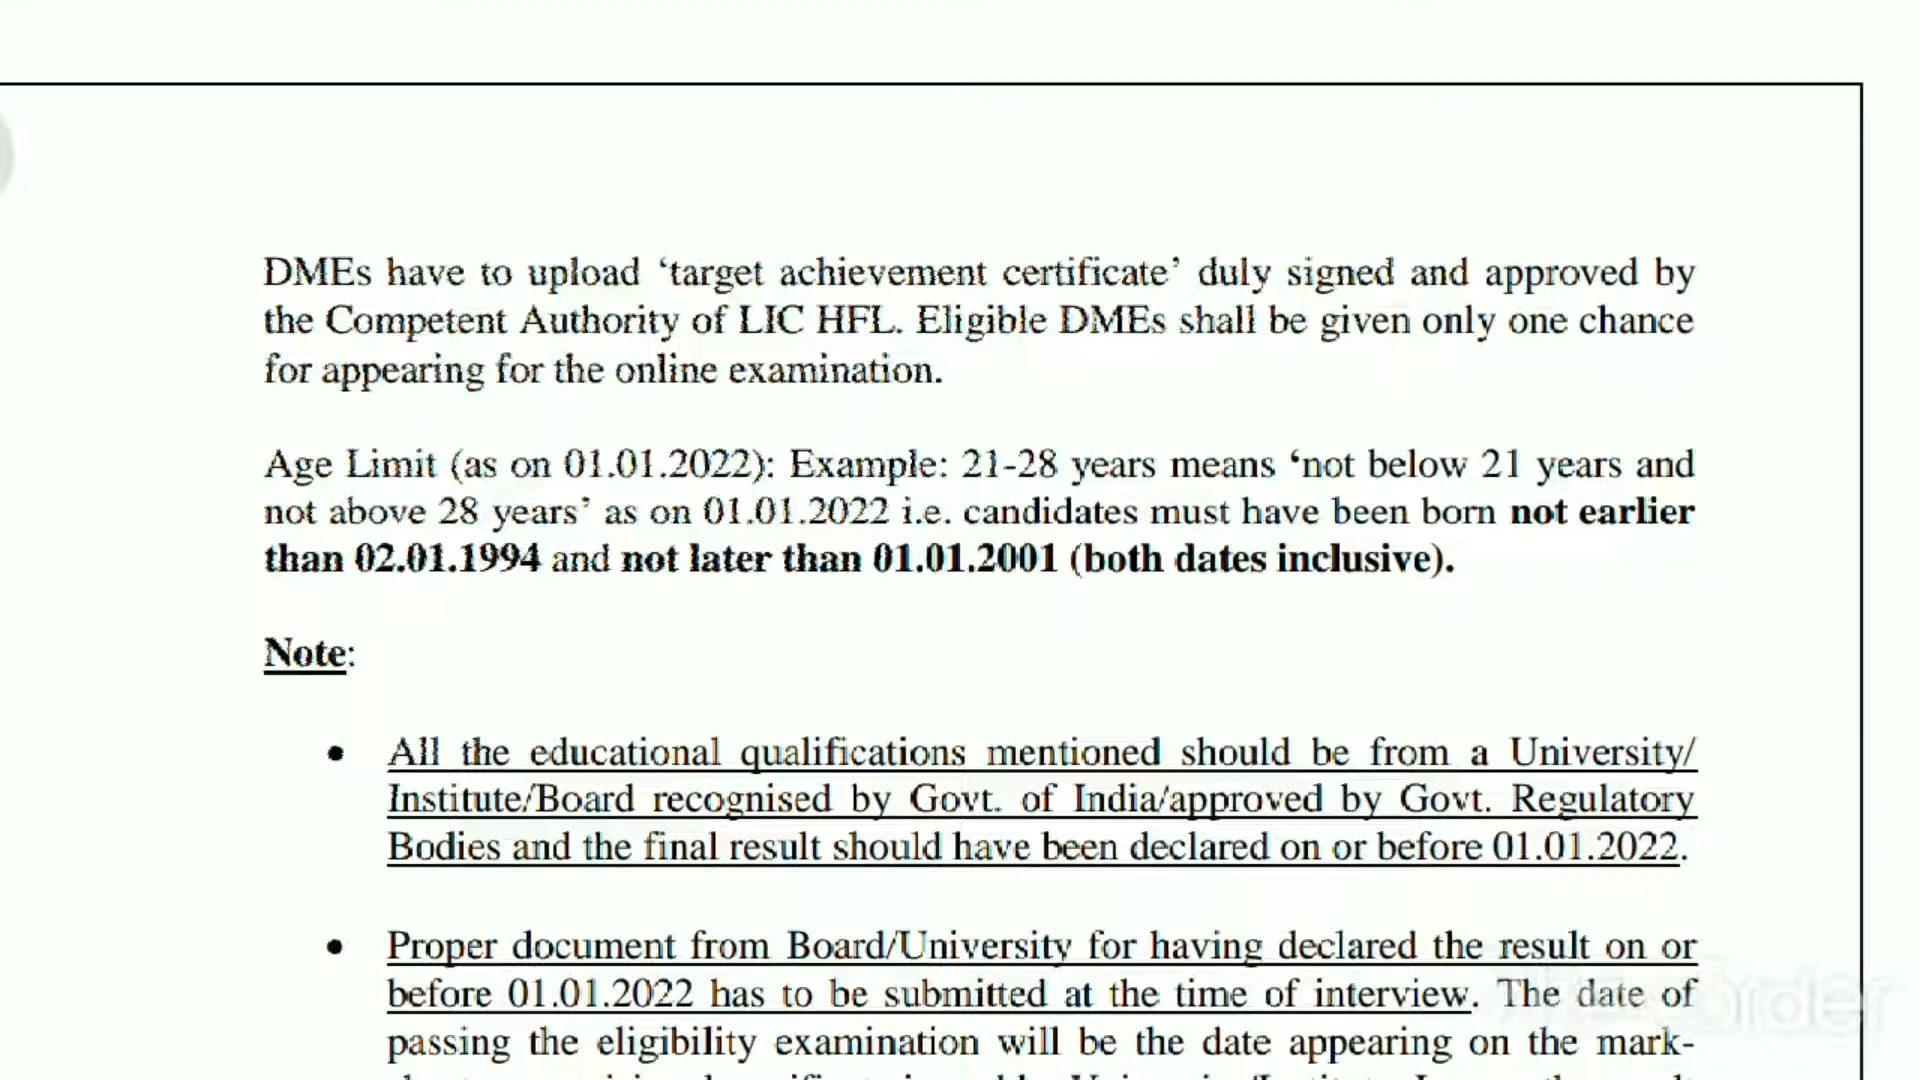 DMEs have to upload ‘target achievement certificate’ duly signed and approved by
the Competent Authority of LIC HFL. Eligible DMEs shall be given only one chance
for appearing for the online examination.
Age Limit (as on 01.01.2022): Example: 21-28 years means ‘not below 21 years and
not above 28 years’ as on 01.01.2022 i.e. candidates must have been born not earlier
than 02.01.1994 and not later than 01.01.2001 (both dates inclusive).
Note:
• All the educational qualifications mentioned should be from a University/
Institute/Board recognised by Govt. of India/approved by Govt. Regulatory
Bodies and the final result should have been declared on or before 01.01.2022.
• Proper document from Board/University for having declared the result on or
before 01.01.2022 has to be submitted at the time of interview. The date of
passing the eligibility examination will be the date appearing on the mark-